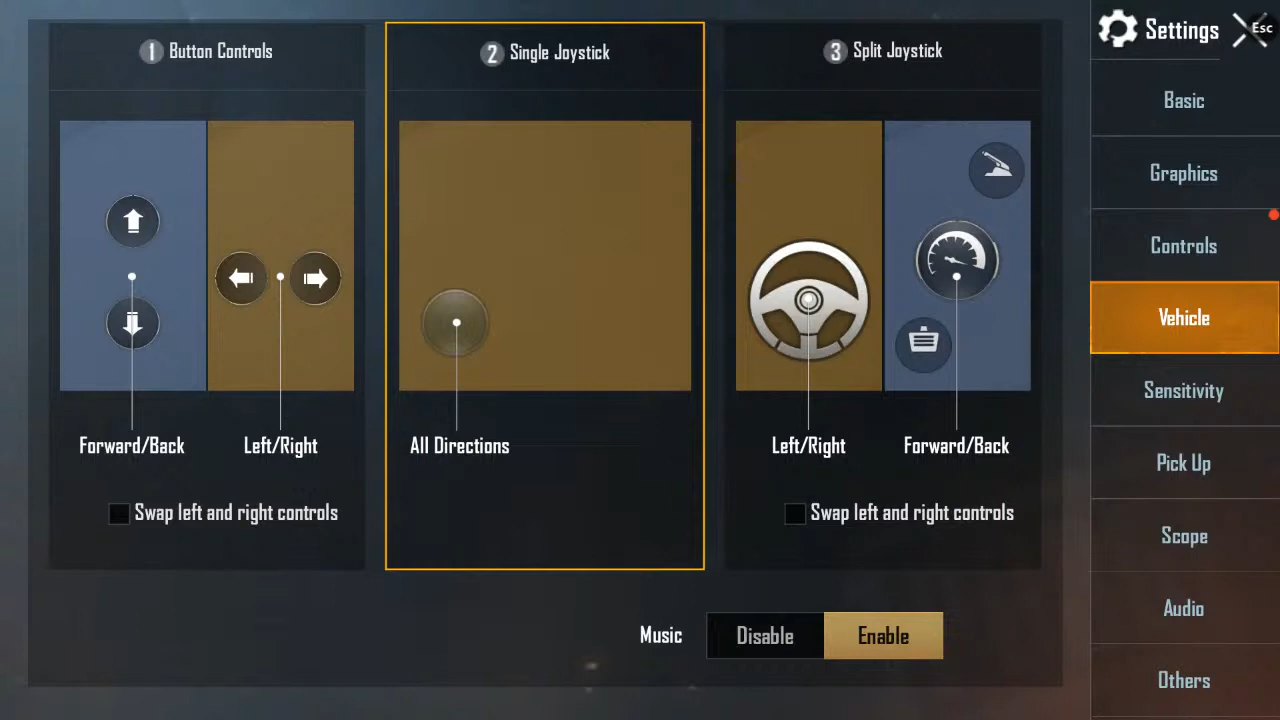 1 Button Controls
Forward/Back
Left/Right
Swap left and right controls
2 Single Joystick
All Directions
3 Split Joystick
Left/Right
Forward/Back
Swap left and right controls
Music
Disable
Enable
Settings
Esc
Basic
Graphics
Controls
Vehicle
Sensitivity
Pick Up
Scope
Audio
Others